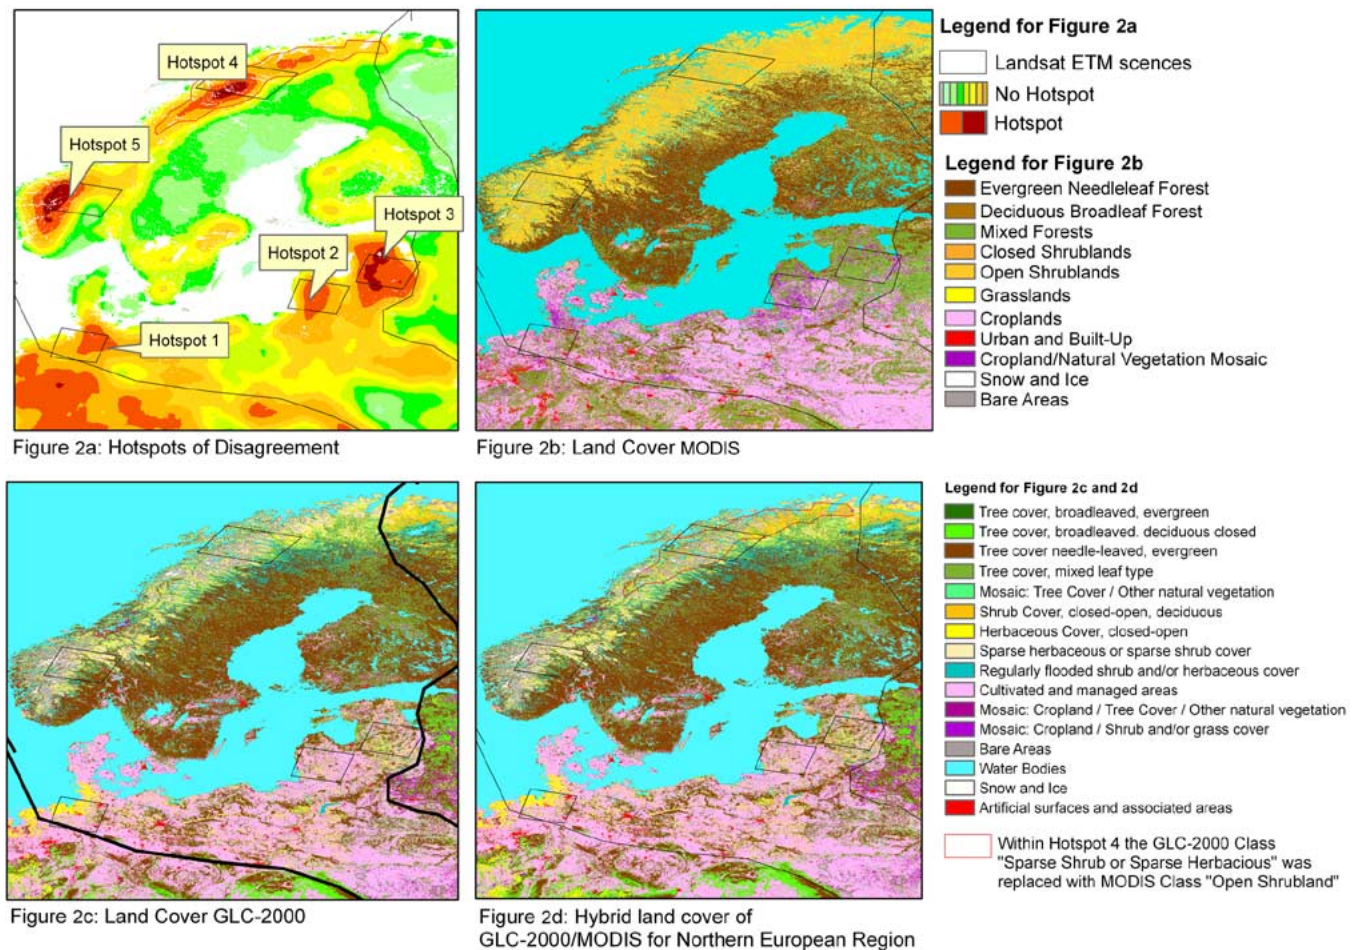 Hotspot 4
Hotspot 5
Hotspot 3
Hotspot 2
Hotspot 1
Figure 2a: Hotspots of Disagreement
Figure 2b: Land Cover MODIS
Legend for Figure 2a
Landsat ETM scences
No Hotspot
Hotspot
Legend for Figure 2b
Evergreen Needleleaf Forest
Deciduous Broadleaf Forest
Mixed Forests
Closed Shrublands
Open Shrublands
Grasslands
Croplands
Urban and Built-Up
Cropland/Natural Vegetation Mosaic
Snow and Ice
Bare Areas
Figure 2c: Land Cover GLC-2000
Figure 2d: Hybrid land cover of
GLC-2000/MODIS for Northern European Region
Legend for Figure 2c and 2d
Tree cover, broadleaved, evergreen
Tree cover, broadleaved. deciduous closed
Tree cover needle-leaved, evergreen
Tree cover, mixed leaf type
Mosaic: Tree Cover / Other natural vegetation
Shrub Cover, closed-open, deciduous
Herbaceous Cover, closed-open
Sparse herbaceous or sparse shrub cover
Regularly flooded shrub and/or herbaceous cover
Cultivated and managed areas
Mosaic: Cropland / Tree Cover / Other natural vegetation
Mosaic: Cropland / Shrub and/or grass cover
Bare Areas
Water Bodies
Snow and Ice
Artificial surfaces and associated areas
Within Hotspot 4 the GLC-2000 Class
"Sparse Shrub or Sparse Herbacious" was
replaced with MODIS Class "Open Shrubland"